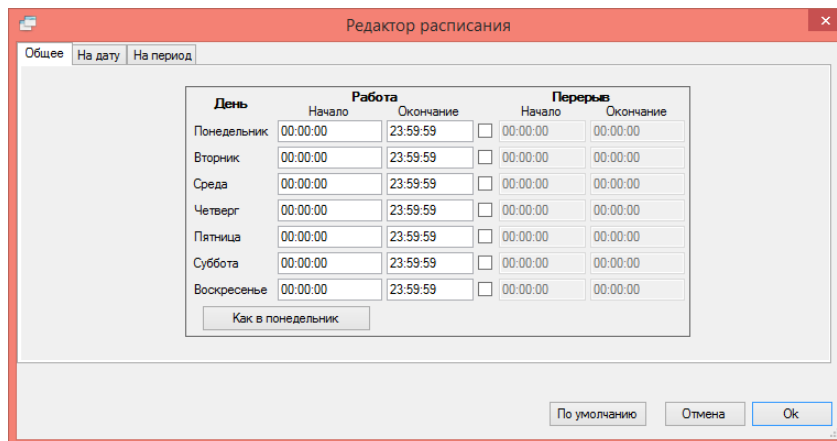 Редактор расписания
Общее На дату На период
День Работа Перерыв
Начало Окончание Начало Окончание
Понедельник 00:00:00 23:59:59 00:00:00 00:00:00
Вторник 00:00:00 23:59:59 00:00:00 00:00:00
Среда 00:00:00 23:59:59 00:00:00 00:00:00
Четверг 00:00:00 23:59:59 00:00:00 00:00:00
Пятница 00:00:00 23:59:59 00:00:00 00:00:00
Суббота 00:00:00 23:59:59 00:00:00 00:00:00
Воскресенье 00:00:00 23:59:59 00:00:00 00:00:00
Как в понедельник
По умолчанию Отмена Ok